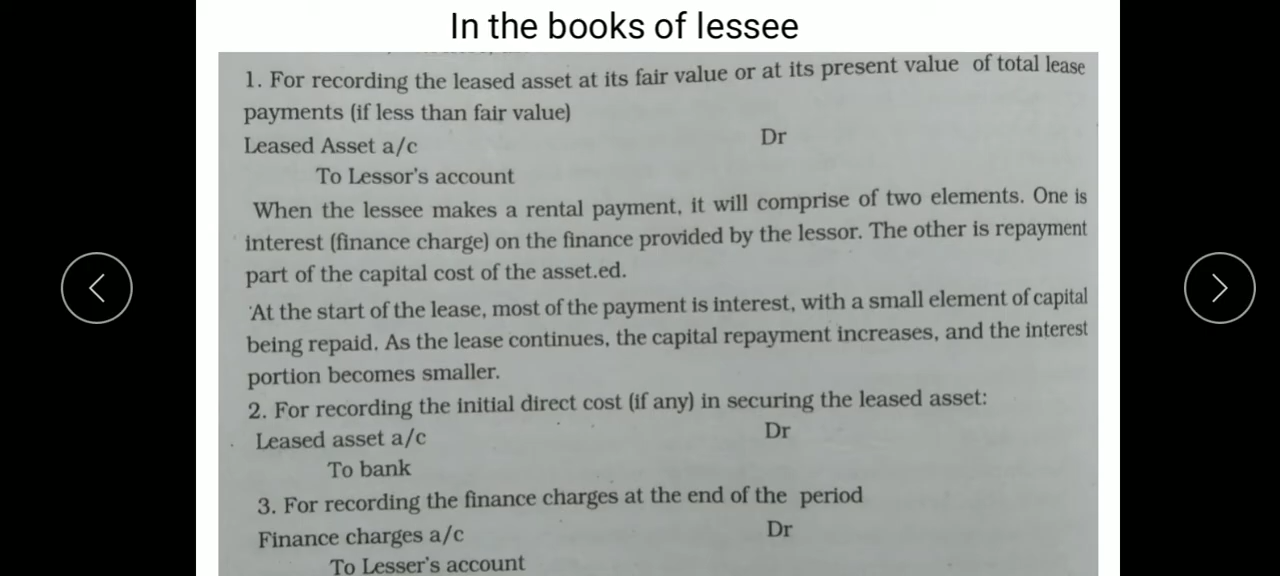 In the books of lessee
1. For recording the leased asset at its fair value or at its present value of total lease
payments (if less than fair value)
Leased Asset a/c Dr
To Lessor's account
When the lessee makes a rental payment, it will comprise of two elements. One is
interest (finance charge) on the finance provided by the lessor. The other is repayment
part of the capital cost of the asset.ed.
At the start of the lease, most of the payment is interest, with a small element of capital
being repaid. As the lease continues, the capital repayment increases, and the interest
portion becomes smaller.
2. For recording the initial direct cost (if any) in securing the leased asset:
Leased asset a/c Dr
To bank
3. For recording the finance charges at the end of the period
Finance charges a/c Dr
To Lesser's account